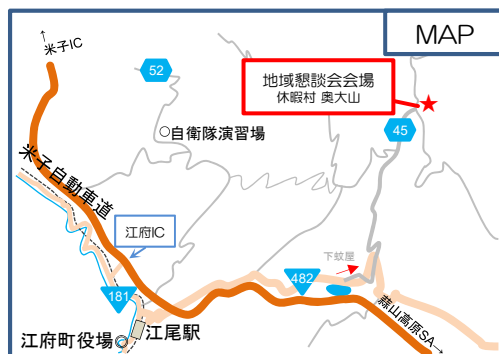 MAP
↑
米子IC
52
地域懇談会会場
休暇村 奥大山
45
自衛隊演習場
米子自動車道
江府IC
下蚊屋
482
181
蒜山高原SA→
江尾駅
江府町役場